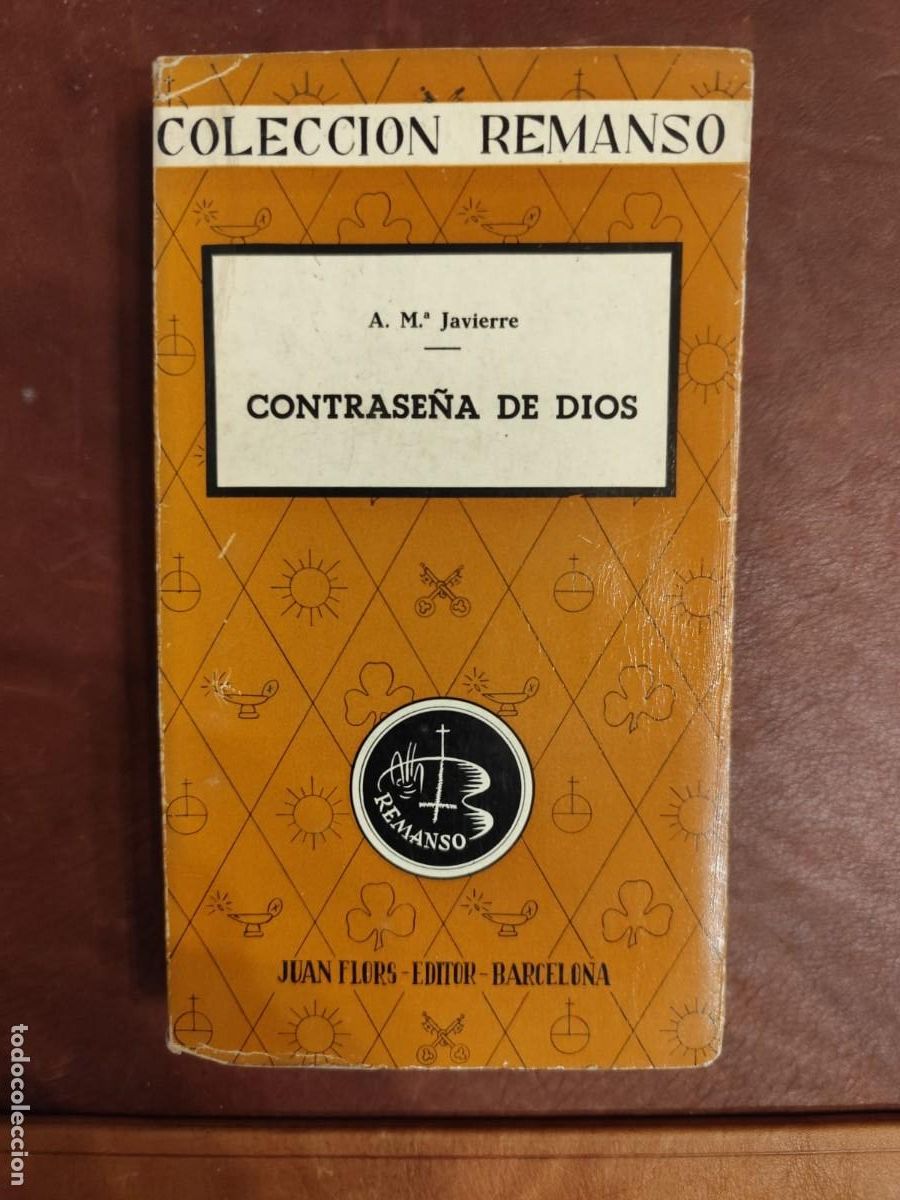 COLECCION REMANSO
A. M.ª Javierre
CONTRASEÑA DE DIOS
REMANSO
JUAN FLORS-EDITOR-BARCELONA
todocoleccion